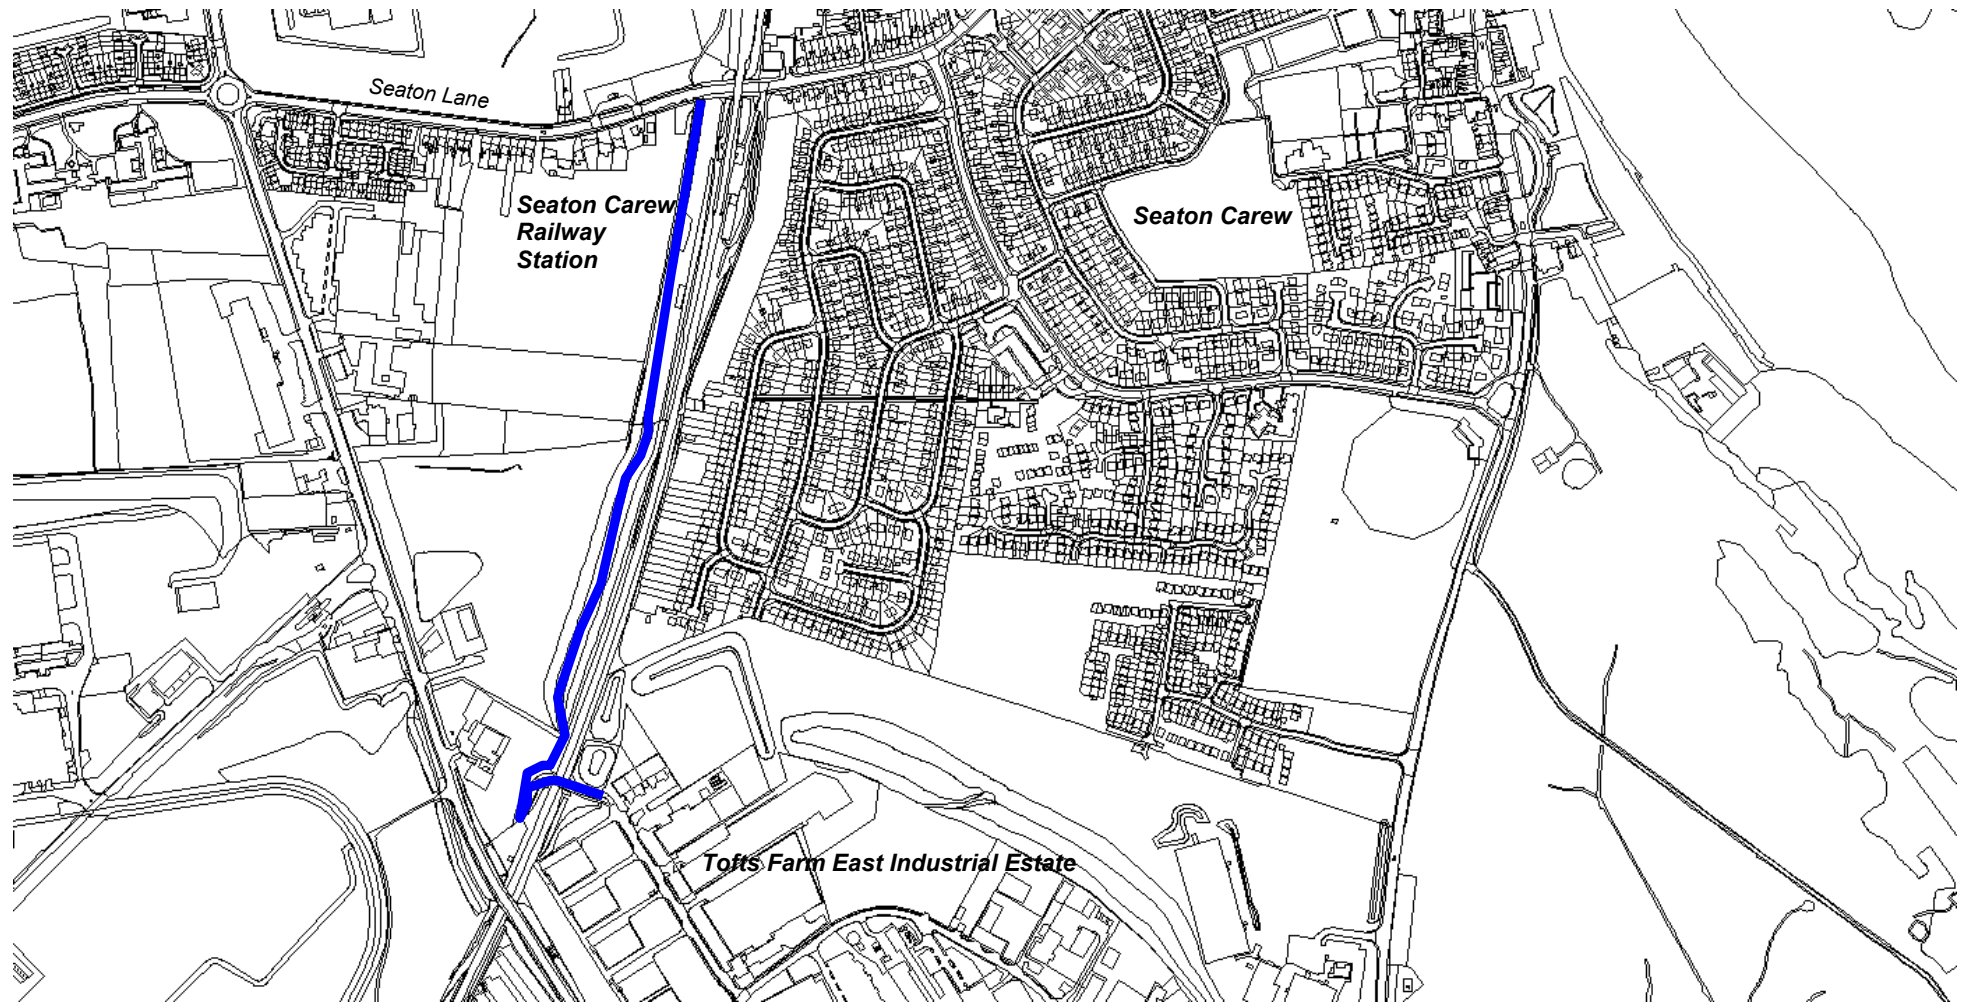 Seaton Lane
Seaton Carew
Railway
Station
Seaton Carew
Tofts Farm East Industrial Estate